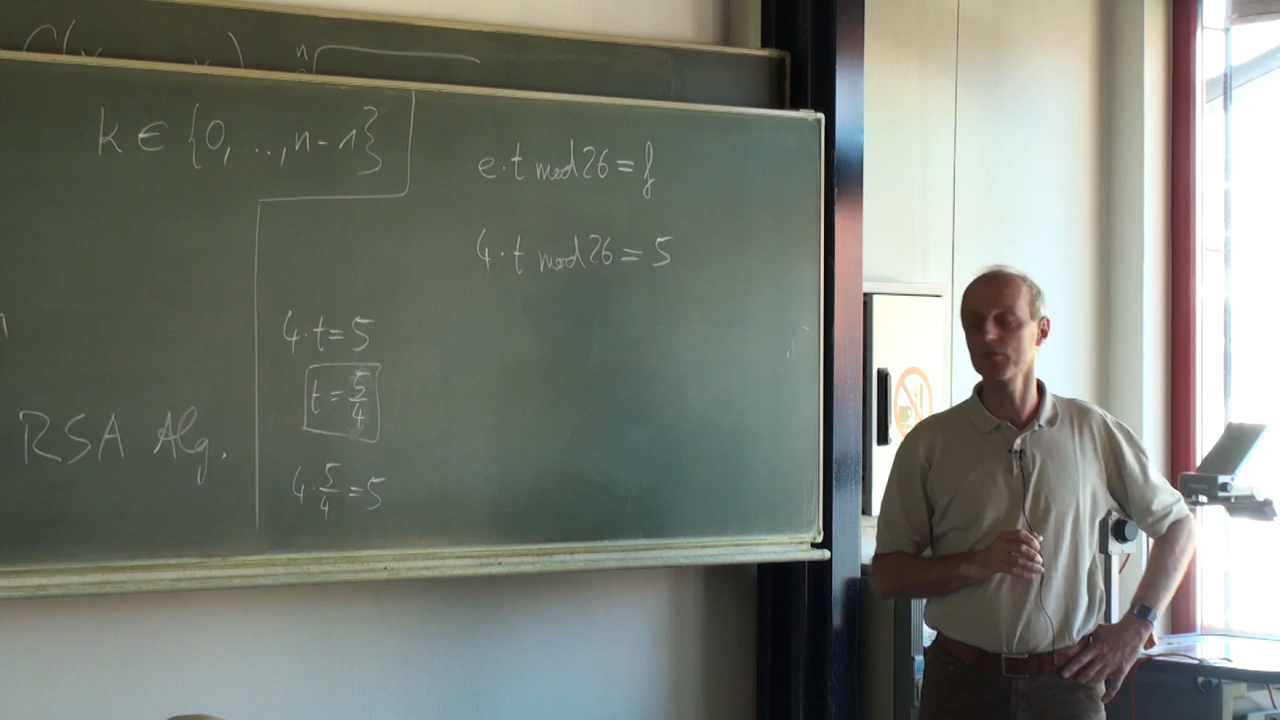 k ∈ {0, .., n-1}
e·t mod 26 = f
4·t mod 26 = 5
4·t = 5
t = 5/4
RSA Alg.
4·5/4 = 5